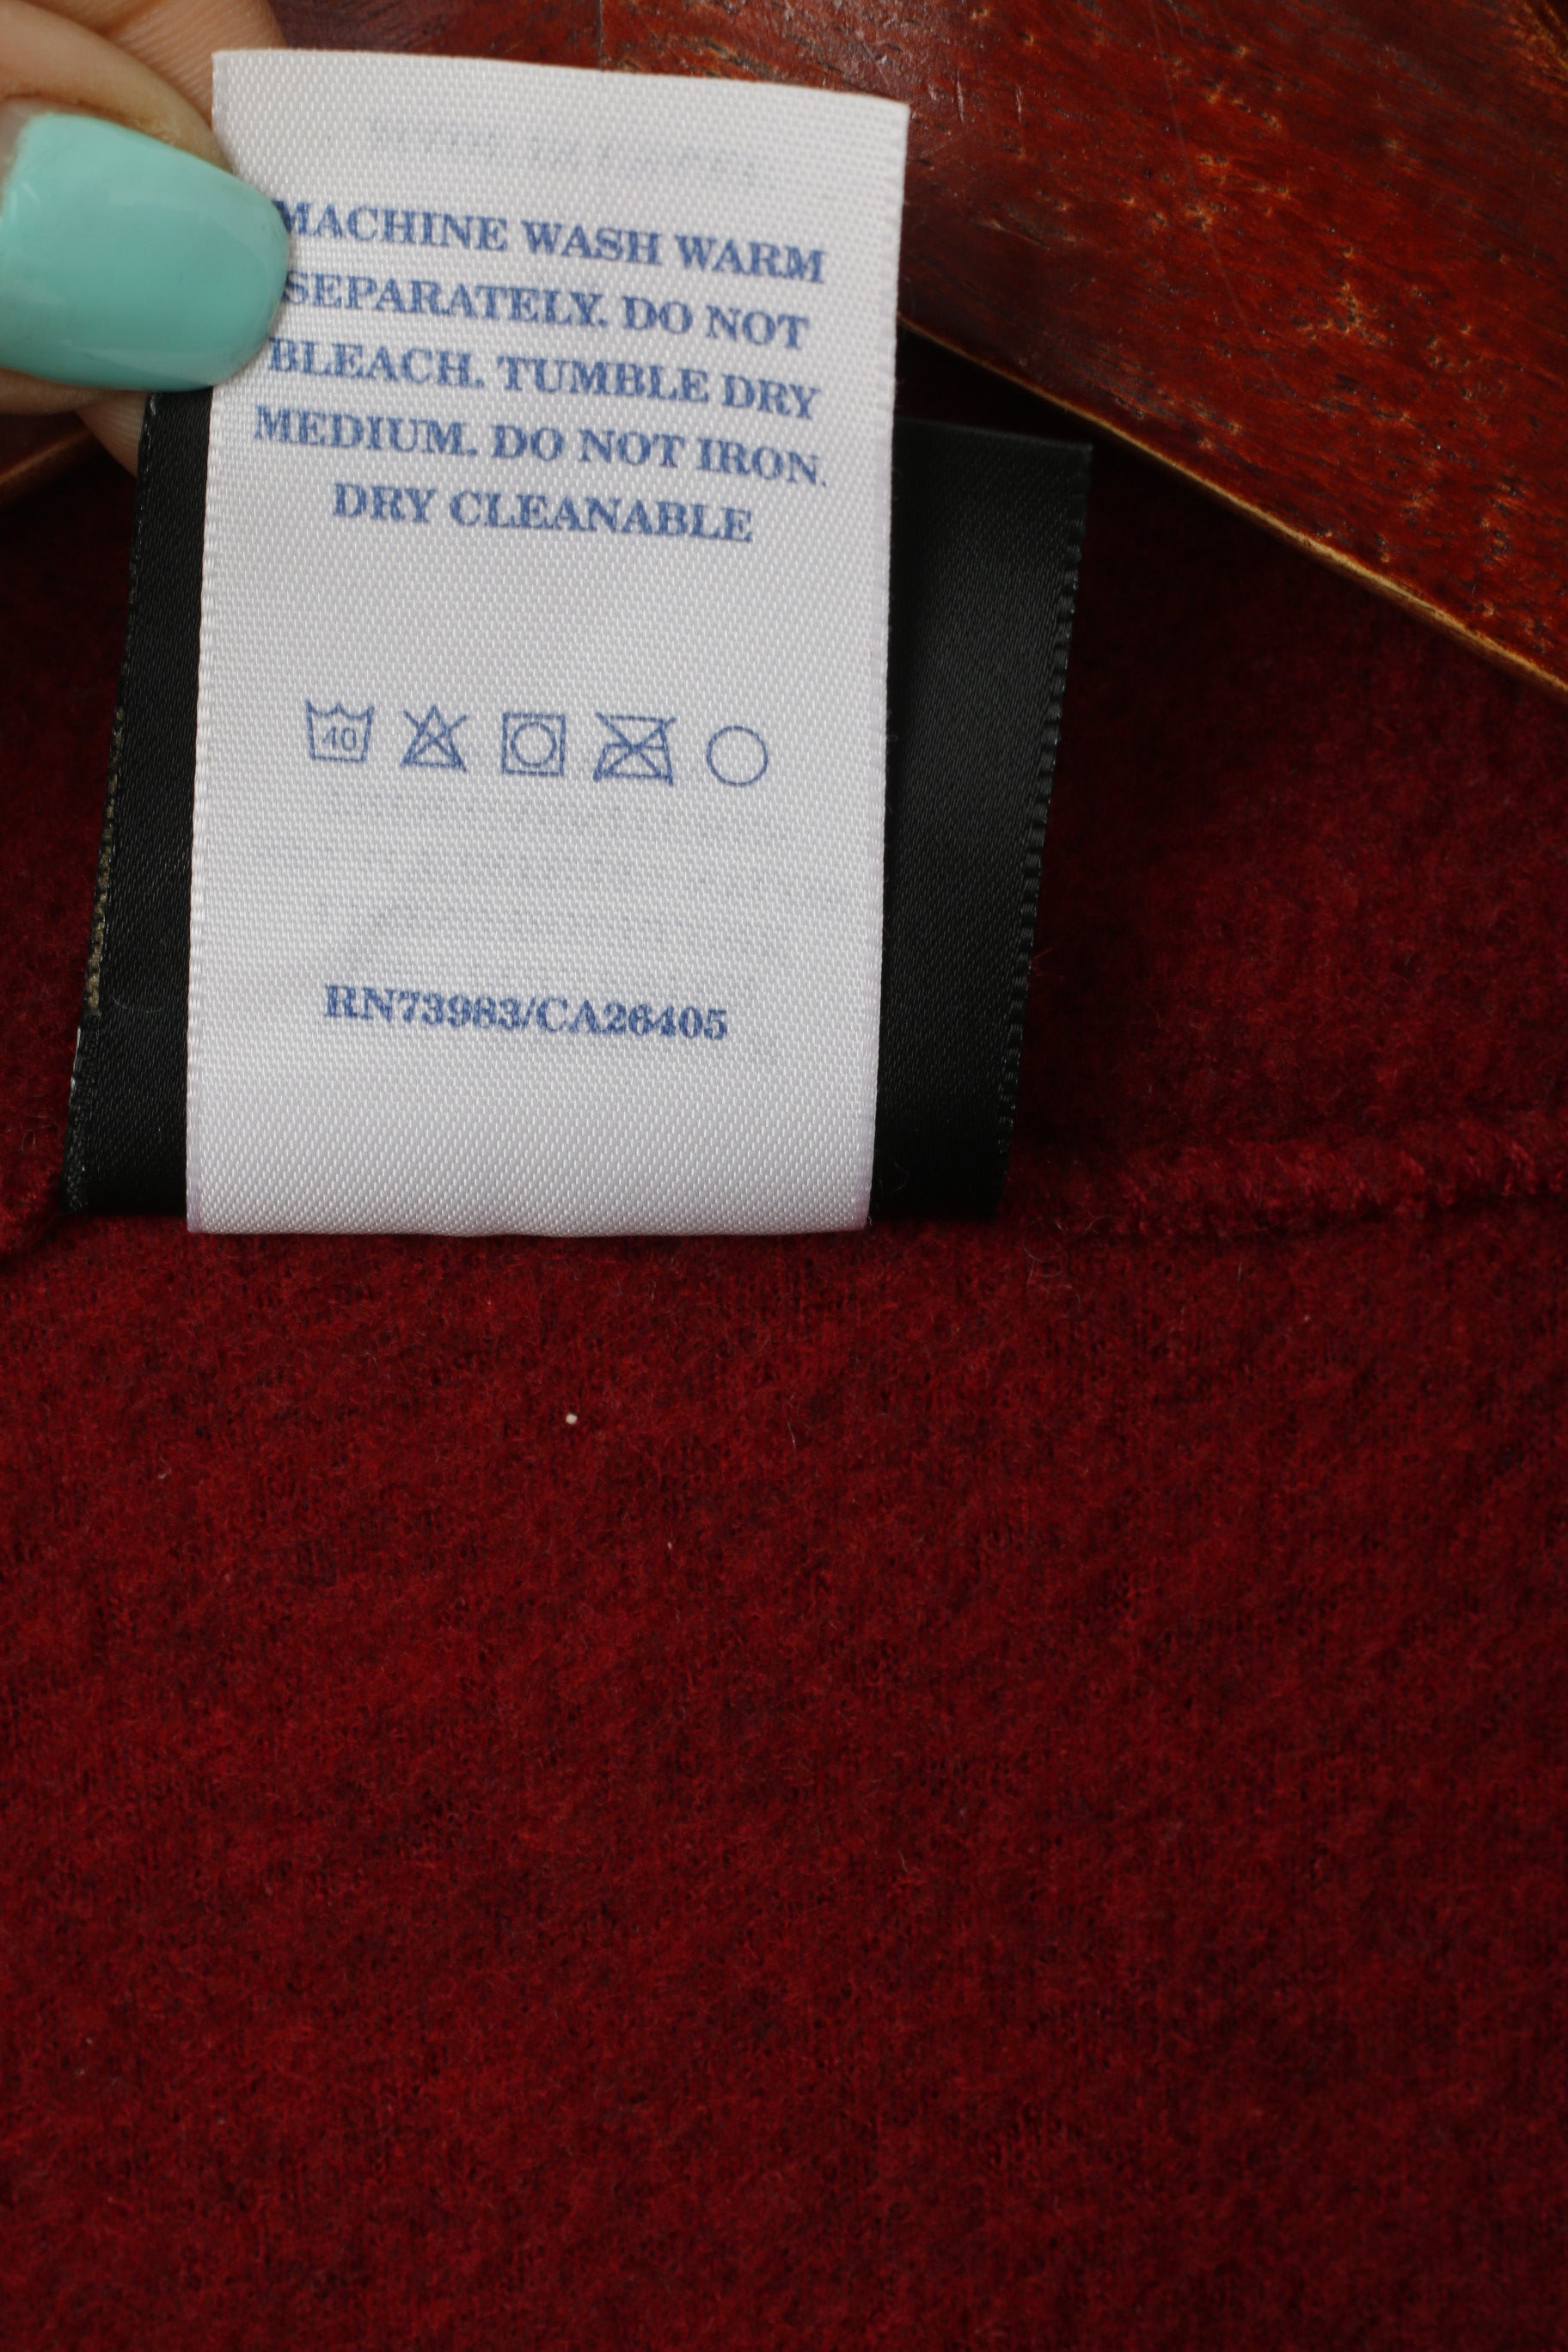 MACHINE WASH WARM
SEPARATELY. DO NOT
BLEACH. TUMBLE DRY
MEDIUM. DO NOT IRON.
DRY CLEANABLE
40
RN73983/CA26405